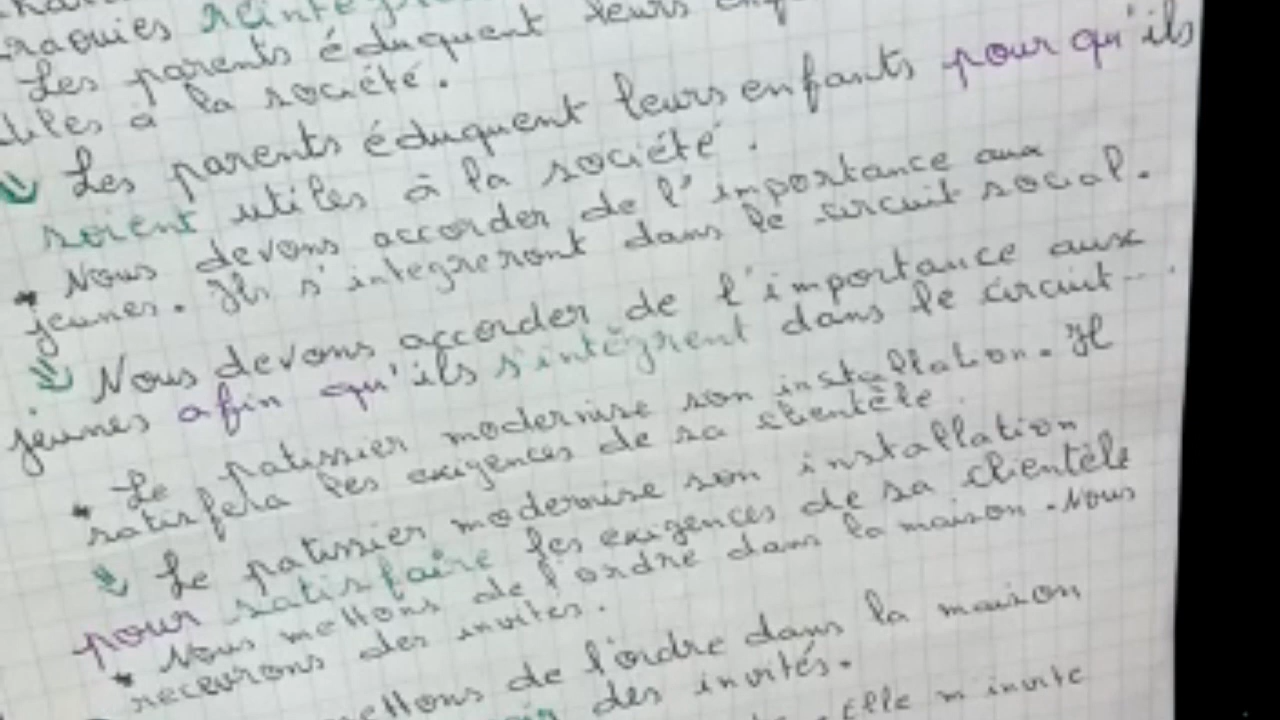 réintégr
Les parents éduquent leurs
utiles à la société.
Les parents éduquent leurs enfants pour qu'ils
soient utiles à la société.
* Nous devons accorder de l'importance aux
jeunes. Ils s'intègreront dans le circuit social.
Nous devons accorder de l'importance aux
jeunes afin qu'ils s'intègrent dans le circuit...
* Le patissier modernise son installation. Il
satisfera les exigences de sa clientèle.
Le patissier modernise son installation
pour satisfaire les exigences de sa clientèle
* Nous mettons de l'ordre dans la maison. Nous
recevrons des invités.
mettons de l'ordre dans la maison
des invités.
Elle m'invite